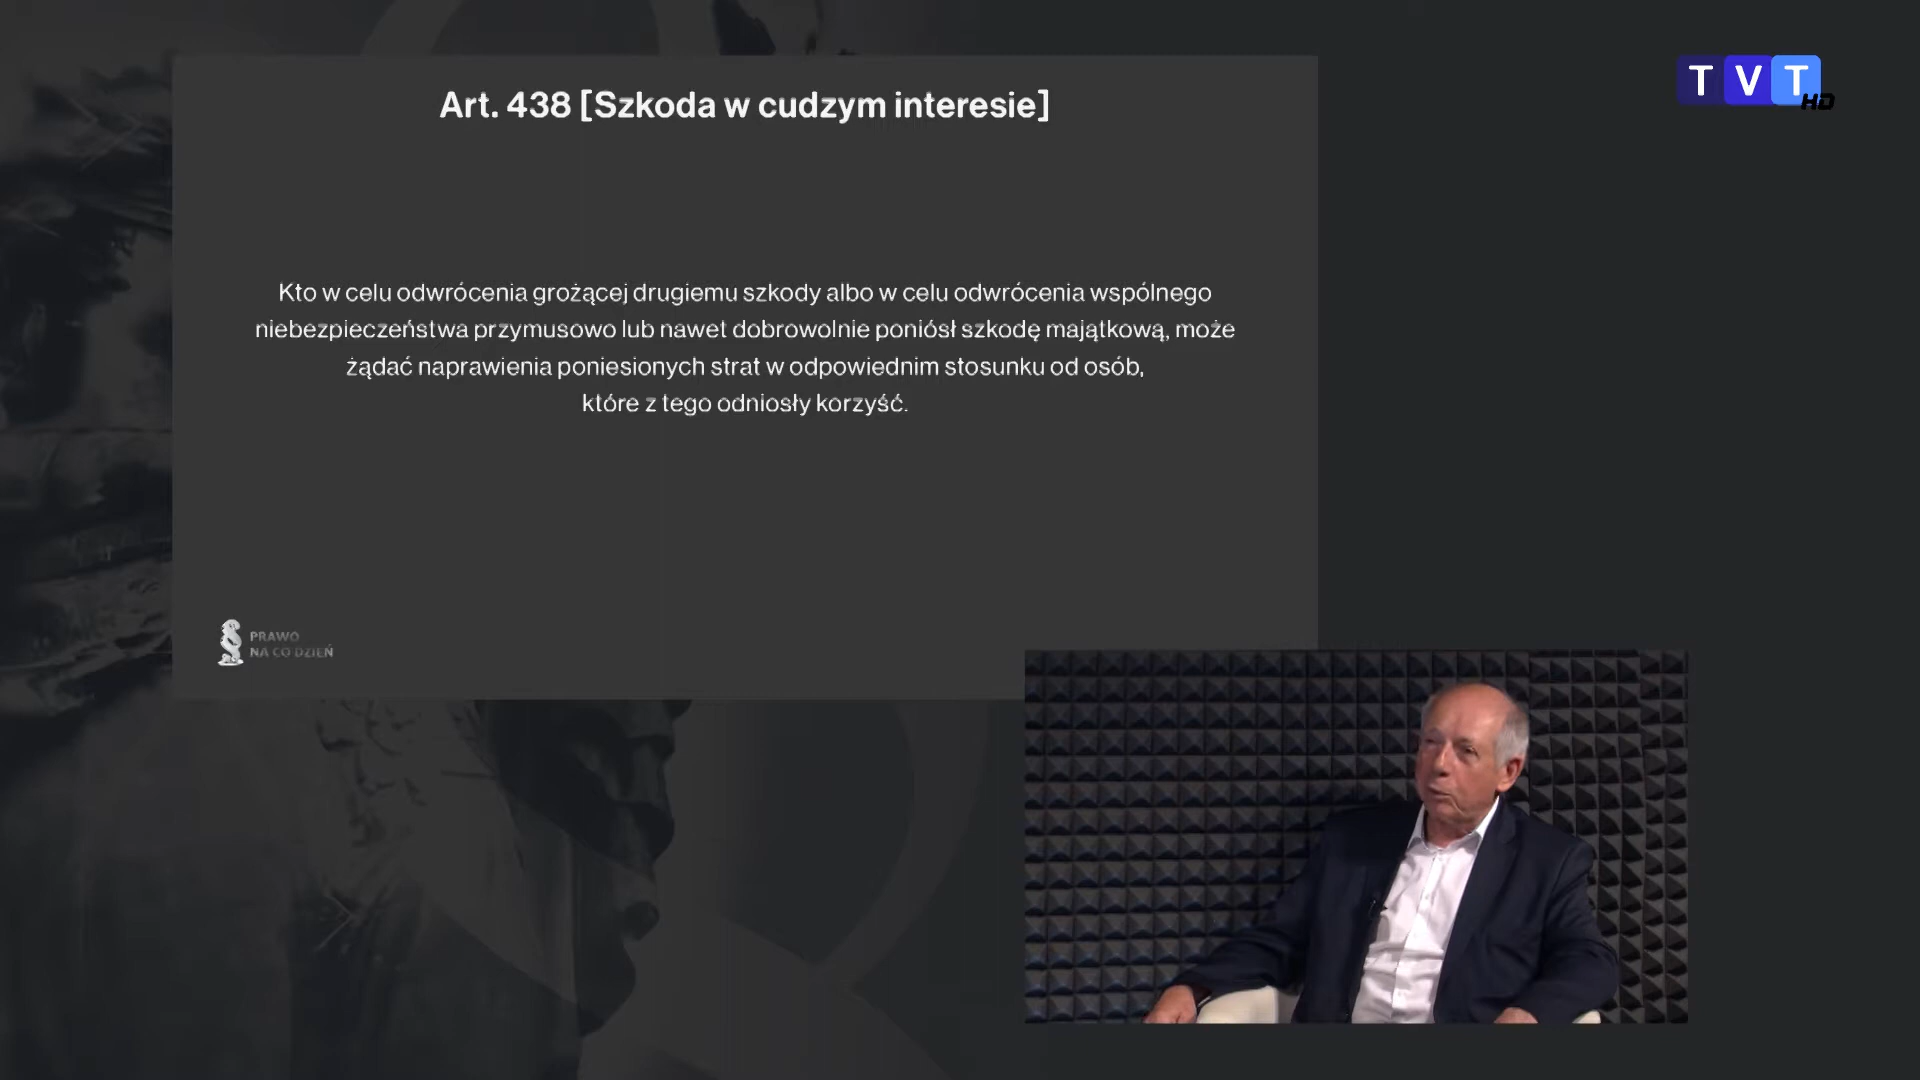 TVT
HD
Art. 438 [Szkoda w cudzym interesie]
Kto w celu odwrócenia grożącej drugiemu szkody albo w celu odwrócenia wspólnego
niebezpieczeństwa przymusowo lub nawet dobrowolnie poniósł szkodę majątkową, może
żądać naprawienia poniesionych strat w odpowiednim stosunku od osób,
które z tego odniosły korzyść.
PRAWO
NA CO DZIEŃ